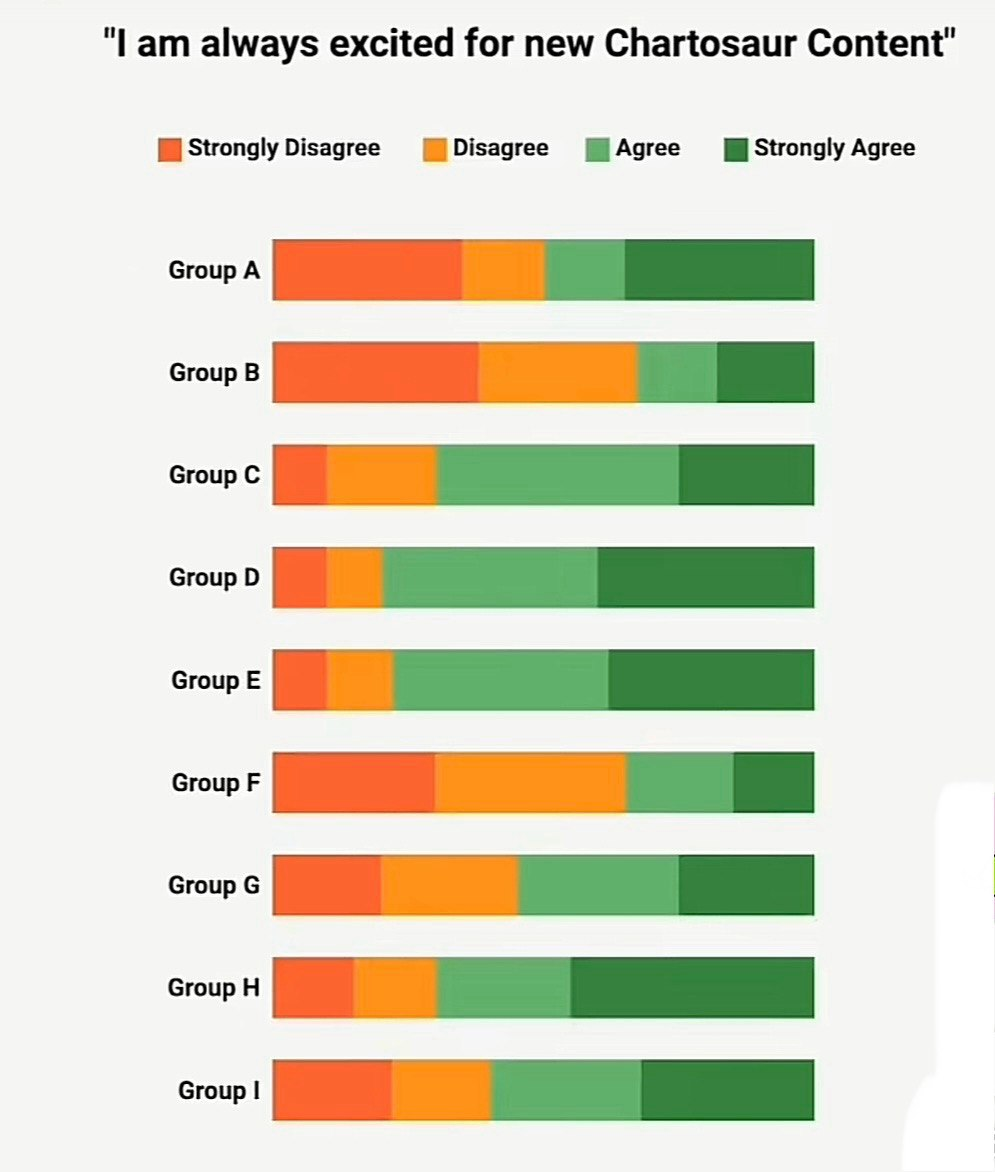 "I am always excited for new Chartosaur Content"
Strongly Disagree Disagree Agree Strongly Agree
Group A
Group B
Group C
Group D
Group E
Group F
Group G
Group H
Group I